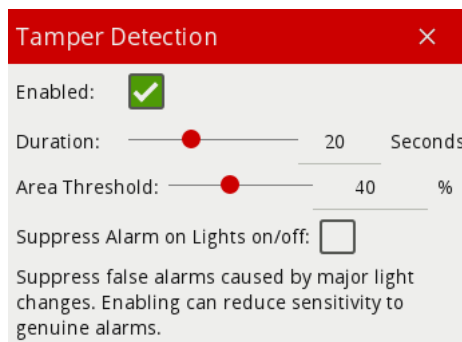 Tamper Detection
Enabled:
Duration: 20 Seconds
Area Threshold: 40 %
Suppress Alarm on Lights on/off:
Suppress false alarms caused by major light
changes. Enabling can reduce sensitivity to
genuine alarms.